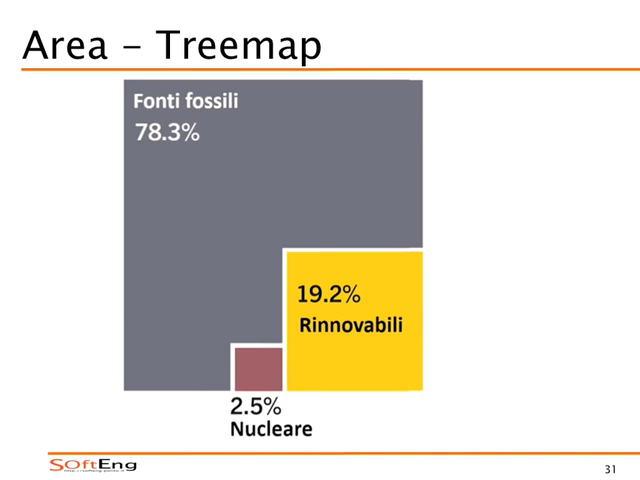 Area – Treemap
Fonti fossili
78.3%
19.2%
Rinnovabili
2.5%
Nucleare
SOftEng
31